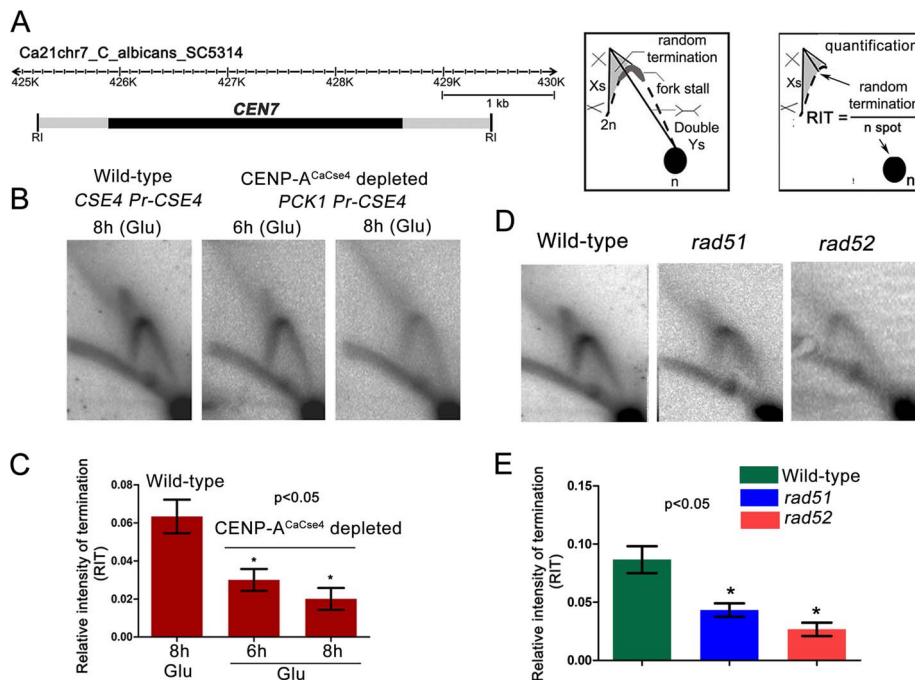 A
Ca21chr7_C_albicans_SC5314
425K 426K 427K 428K 429K 430K
1 kb
CEN7
RI RI
random
termination
fork stall
Xs
2n
Double
Ys
n
quantification
Xs
random
termination
RIT =
n spot
n
B
Wild-type
CSE4 Pr-CSE4
8h (Glu)
CENP-A^CaCse4 depleted
PCK1 Pr-CSE4
6h (Glu) 8h (Glu)
D
Wild-type rad51 rad52
C
Relative intensity of termination
(RIT)
0.08
0.06
0.04
0.02
0.00
Wild-type
p<0.05
CENP-A^CaCse4 depleted
* *
8h 6h 8h
Glu Glu
E
Relative intensity of termination
(RIT)
0.15
0.10
0.05
0.00
p<0.05
Wild-type
rad51
rad52
* *